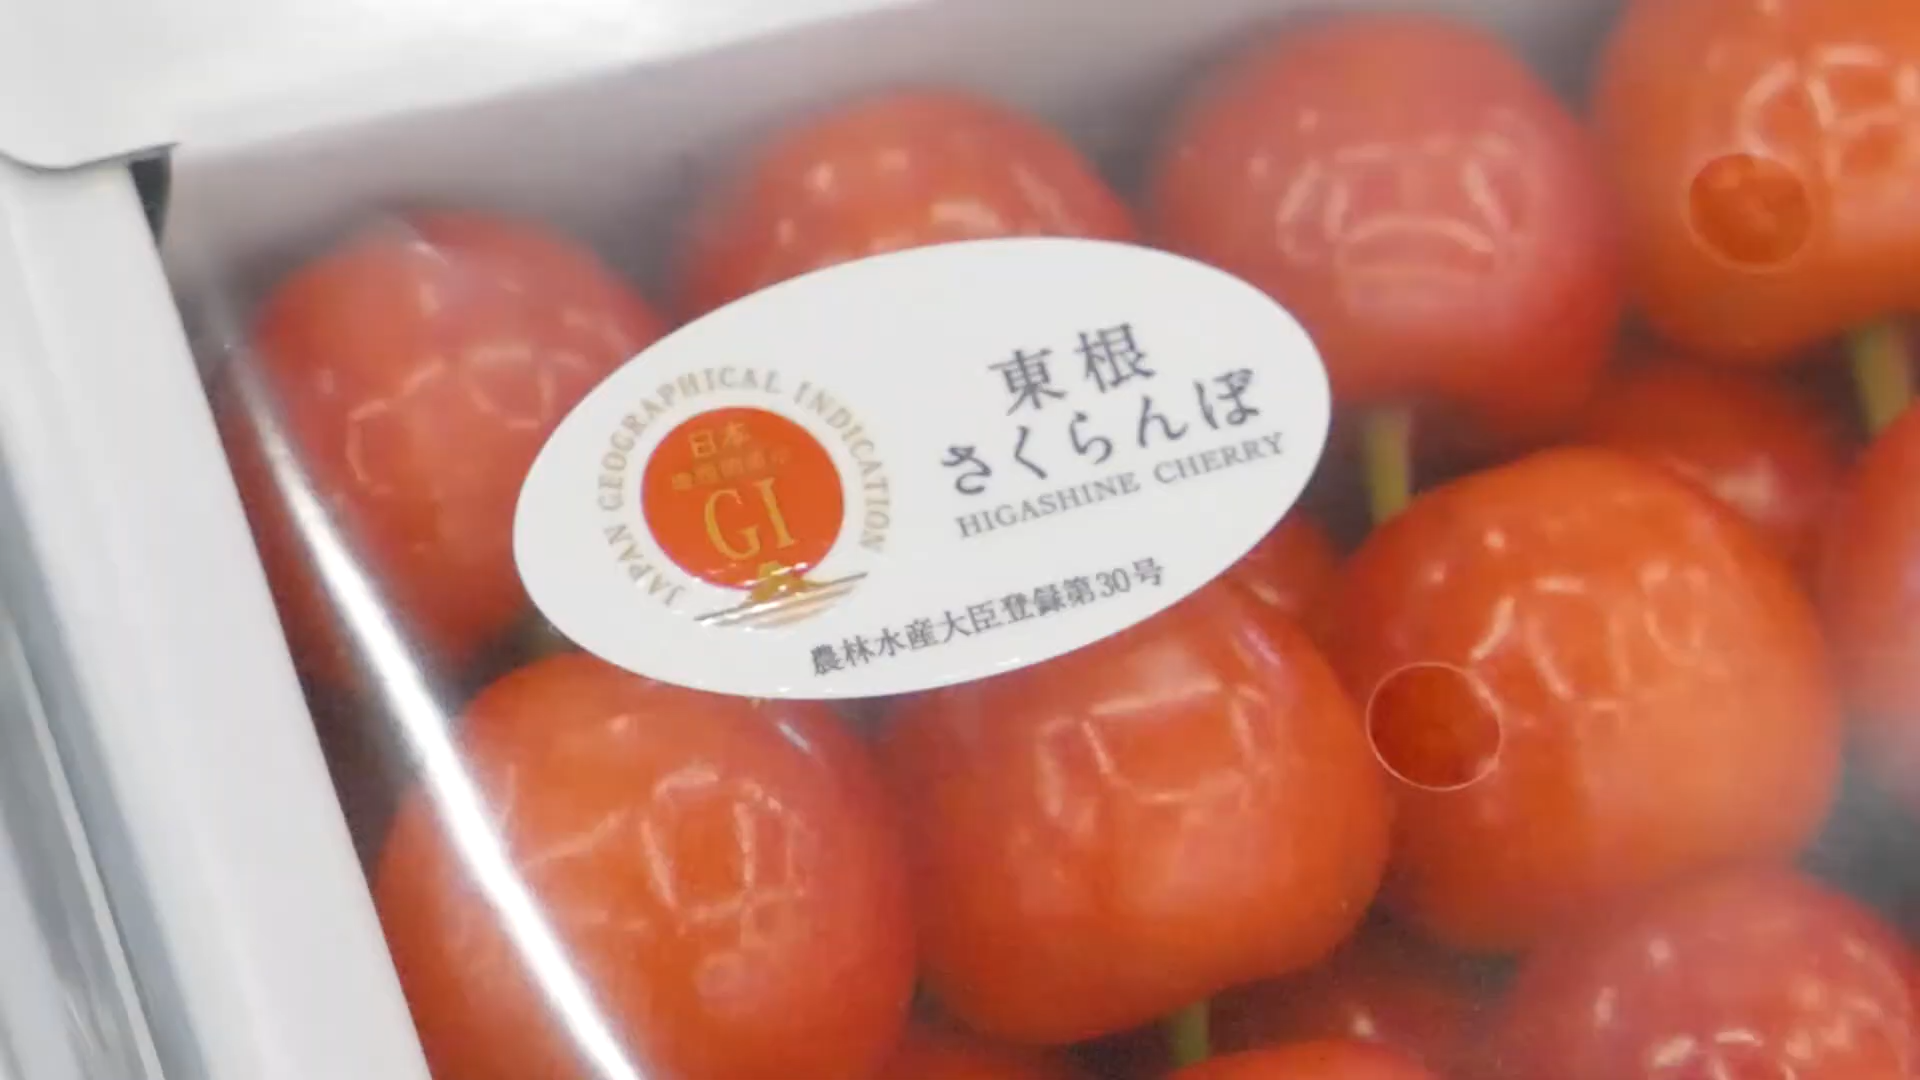 JAPAN GEOGRAPHICAL INDICATION
日本
GI
東根
さくらんぼ
HIGASHINE CHERRY
農林水産大臣登録第30号